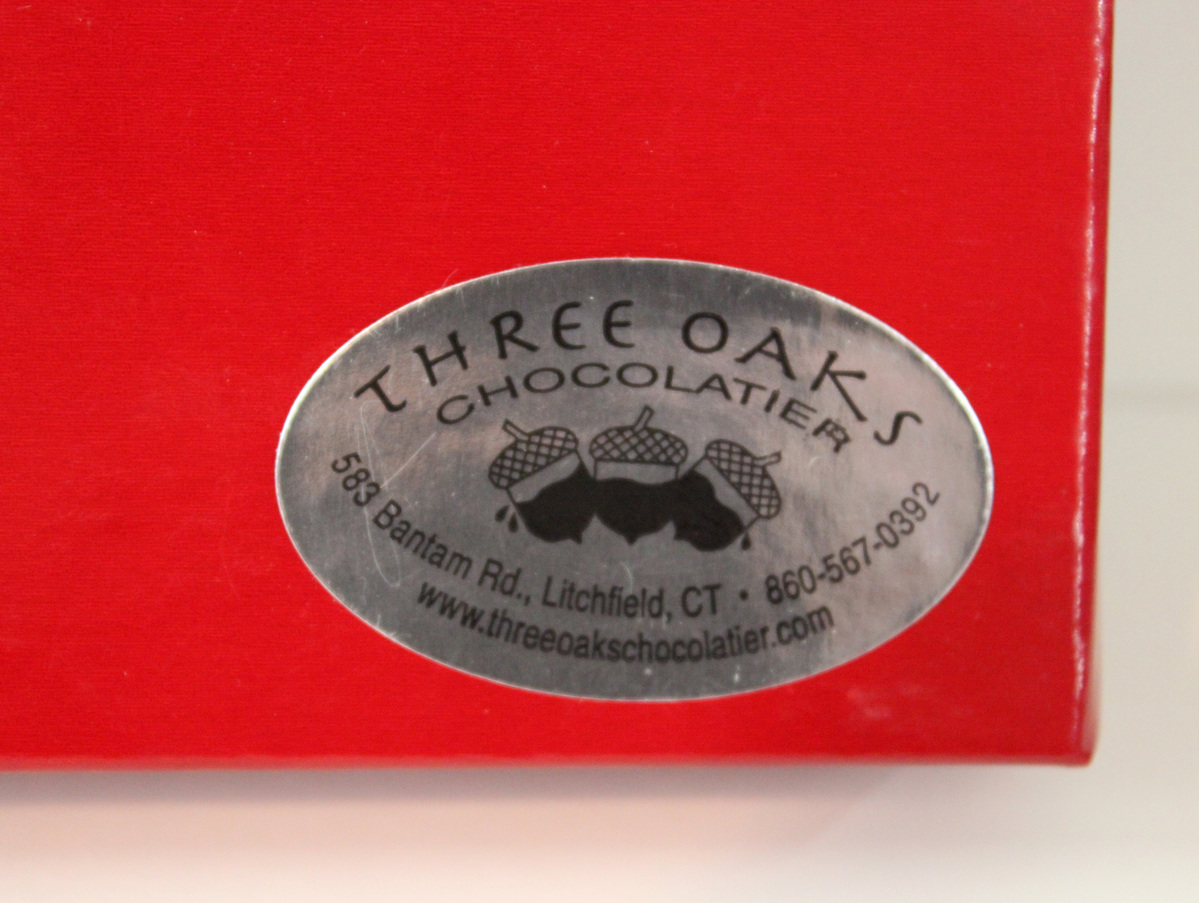 THREE OAKS
CHOCOLATIER
583 Bantam Rd., Litchfield, CT • 860-567-0392
www.threeoakschocolatier.com